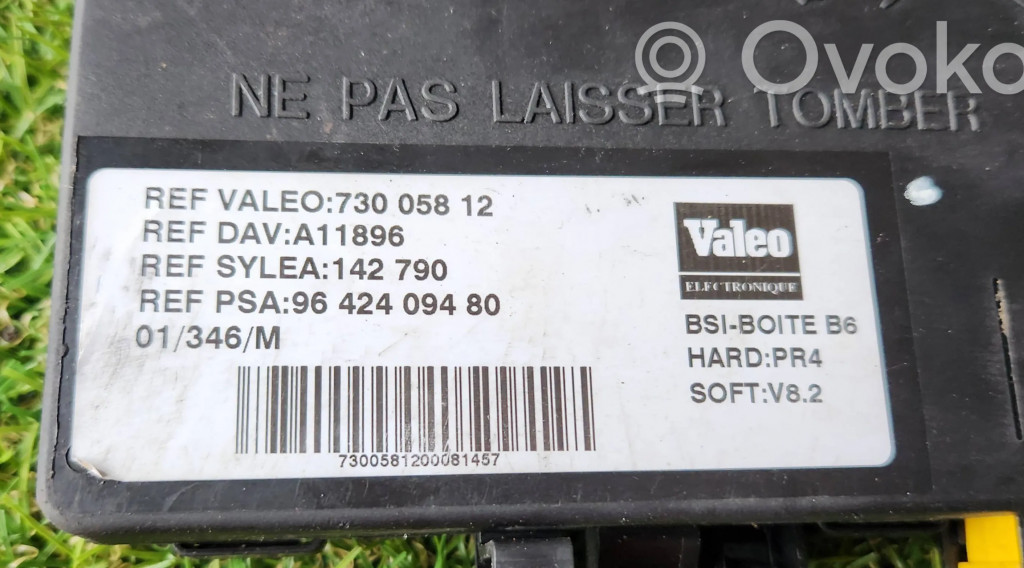 Ovoko
NE PAS LAISSER TOMBER
REF VALEO:730 058 12
REF DAV:A11896
REF SYLEA:142 790
REF PSA:96 424 094 80
01/346/M
7300581200081457
Valeo
ELECTRONIQUE
BSI-BOITE B6
HARD:PR4
SOFT:V8.2